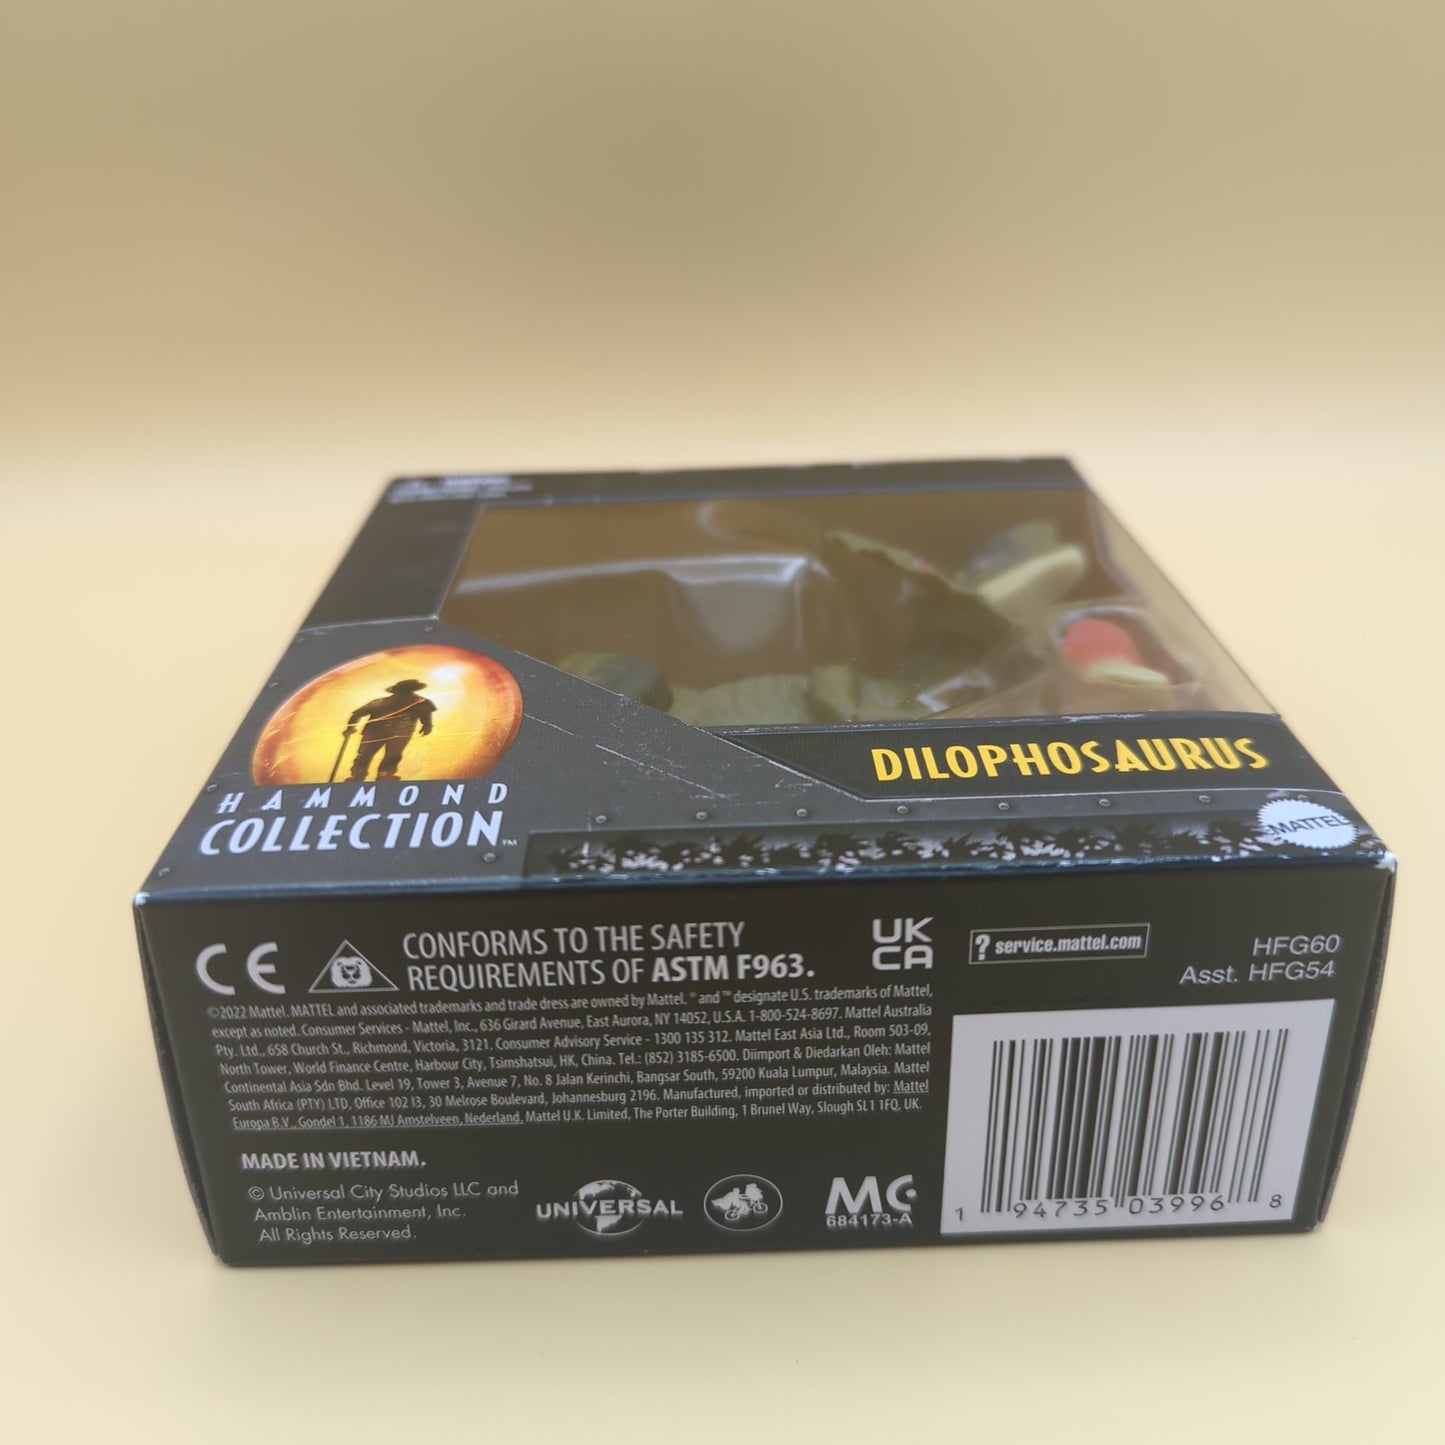 HAMMOND
COLLECTION™
DILOPHOSAURUS
MATTEL
CE
CONFORMS TO THE SAFETY
REQUIREMENTS OF ASTM F963.
UK
CA
? service.mattel.com
HFG60
Asst. HFG54
©2022 Mattel. MATTEL and associated trademarks and trade dress are owned by Mattel. ® and ™ designate U.S. trademarks of Mattel,
except as noted. Consumer Services - Mattel, Inc., 636 Girard Avenue, East Aurora, NY 14052, U.S.A. 1-800-524-8697. Mattel Australia
Pty. Ltd., 658 Church St., Richmond, Victoria, 3121. Consumer Advisory Service - 1300 135 312. Mattel East Asia Ltd., Room 503-09,
North Tower, World Finance Centre, Harbour City, Tsimshatsui, HK, China. Tel.: (852) 3185-6500. Diimport & Diedarkan Oleh: Mattel
Continental Asia Sdn Bhd. Level 19, Tower 3, Avenue 7, No. 8 Jalan Kerinchi, Bangsar South, 59200 Kuala Lumpur, Malaysia. Mattel
South Africa (PTY) LTD, Office 102 I3, 30 Melrose Boulevard, Johannesburg 2196. Manufactured, imported or distributed by: Mattel
Europa B.V., Gondel 1, 1186 MJ Amstelveen, Nederland. Mattel U.K. Limited, The Porter Building, 1 Brunel Way, Slough SL1 1FQ, UK.
MADE IN VIETNAM.
© Universal City Studios LLC and
Amblin Entertainment, Inc.
All Rights Reserved.
UNIVERSAL
MC
684173-A
1 94735 03996 8